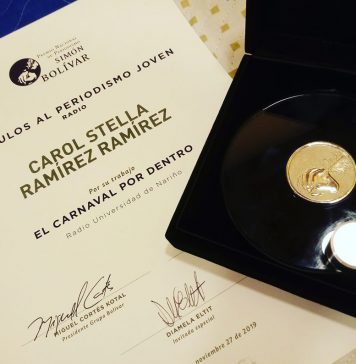 PREMIO NACIONAL
DE PERIODISMO
SIMÓN
BOLÍVAR
ULOS AL PERIODISMO JOVEN
RADIO
CAROL STELLA
RAMÍREZ RAMÍREZ
Por su trabajo
EL CARNAVAL POR DENTRO
Radio Universidad de Nariño
MIGUEL CORTÉS KOTAL
Presidente Grupo Bolívar
DIAMELA ELTIT
Invitada especial
noviembre 27 de 2019